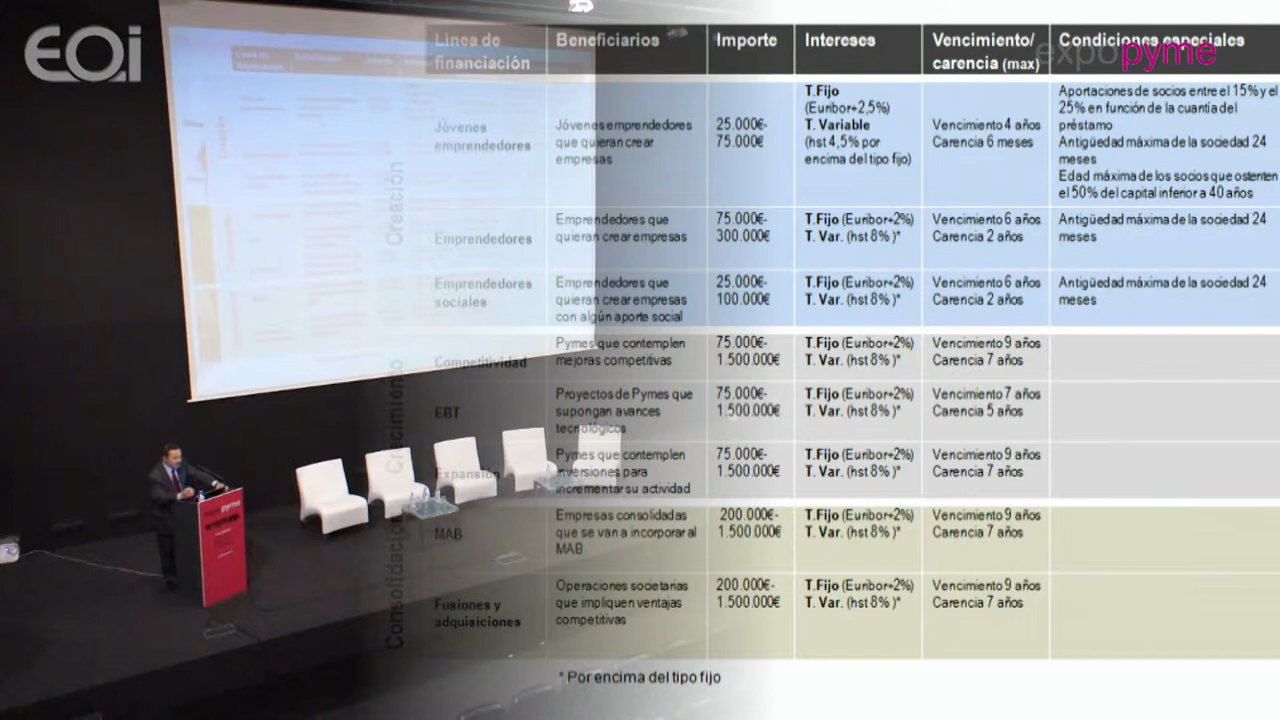 EOi
expopyme
Línea de
financiación
Beneficiarios
Importe
Intereses
Vencimiento/
carencia (max)
Condiciones especiales
Creación
Jóvenes
emprendedores
Jóvenes emprendedores
que quieran crear
empresas
25.000€-
75.000€
T.Fijo
(Euribor+2,5%)
T. Variable
(hst 4,5% por
encima del tipo fijo)
Vencimiento 4 años
Carencia 6 meses
Aportaciones de socios entre el 15% y el
25% en función de la cuantía del
préstamo
Antigüedad máxima de la sociedad 24
meses
Edad máxima de los socios que ostenten
el 50% del capital inferior a 40 años
Emprendedores
Emprendedores que
quieran crear empresas
75.000€-
300.000€
T.Fijo (Euribor+2%)
T. Var. (hst 8%)*
Vencimiento 6 años
Carencia 2 años
Antigüedad máxima de la sociedad 24
meses
Emprendedores
sociales
Emprendedores que
quieran crear empresas
con algún aporte social
25.000€-
100.000€
T.Fijo (Euribor+2%)
T. Var. (hst 8%)*
Vencimiento 6 años
Carencia 2 años
Antigüedad máxima de la sociedad 24
meses
Crecimiento
Competitividad
Pymes que contemplen
mejoras competitivas
75.000€-
1.500.000€
T.Fijo (Euribor+2%)
T. Var. (hst 8%)*
Vencimiento 9 años
Carencia 7 años
EBT
Proyectos de Pymes que
supongan avances
tecnológicos
75.000€-
1.500.000€
T.Fijo (Euribor+2%)
T. Var. (hst 8%)*
Vencimiento 7 años
Carencia 5 años
Expansión
Pymes que contemplen
inversiones para
incrementar su actividad
75.000€-
1.500.000€
T.Fijo (Euribor+2%)
T. Var. (hst 8%)*
Vencimiento 9 años
Carencia 7 años
Consolidación
MAB
Empresas consolidadas
que se van a incorporar al
MAB
200.000€-
1.500.000€
T.Fijo (Euribor+2%)
T. Var. (hst 8%)*
Vencimiento 9 años
Carencia 7 años
Fusiones y
adquisiciones
Operaciones societarias
que impliquen ventajas
competitivas
200.000€-
1.500.000€
T.Fijo (Euribor+2%)
T. Var. (hst 8%)*
Vencimiento 9 años
Carencia 7 años
* Por encima del tipo fijo
expopyme